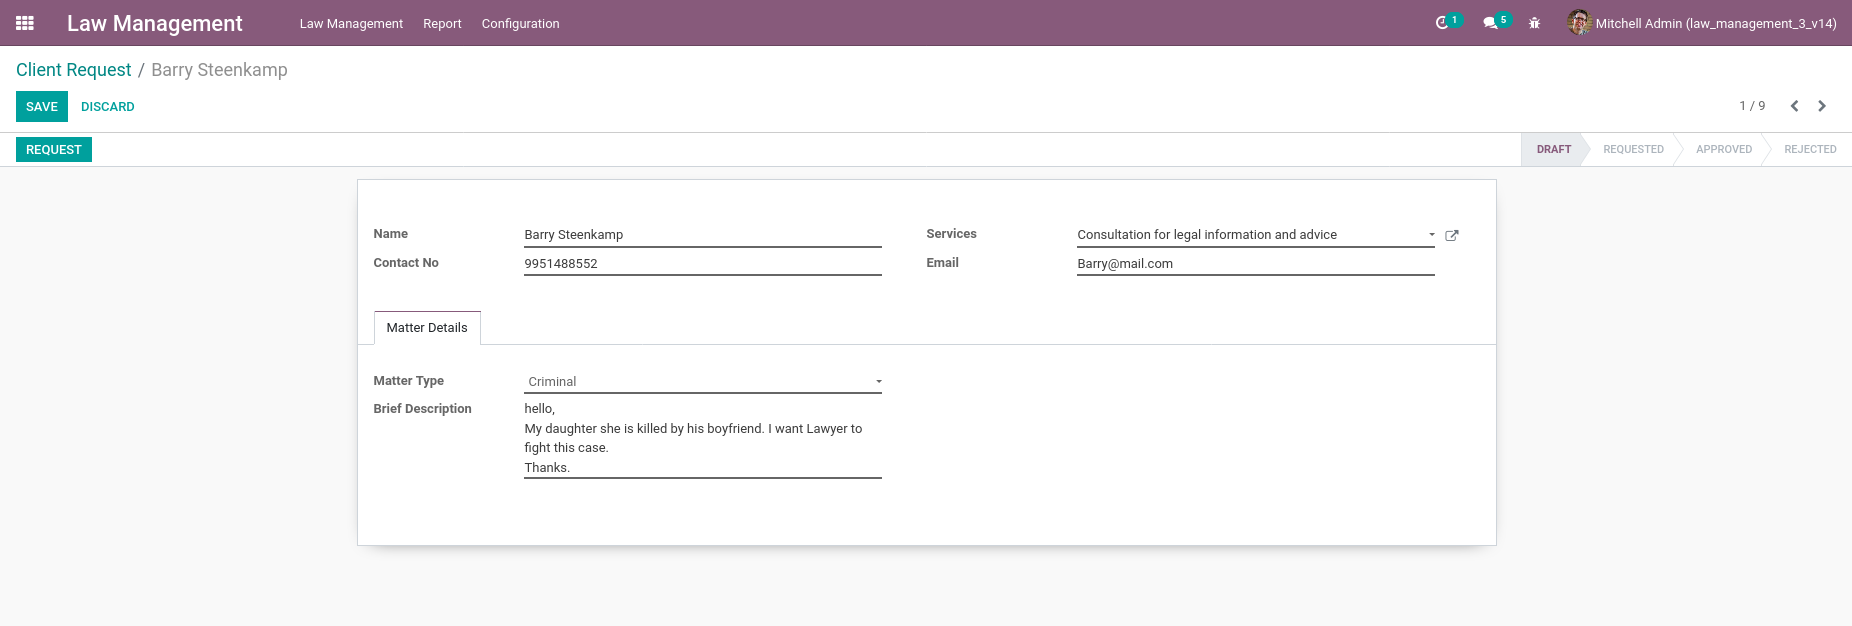 Law Management
Law Management Report Configuration
1 5 Mitchell Admin (law_management_3_v14)
Client Request / Barry Steenkamp
SAVE DISCARD
1 / 9
REQUEST
DRAFT REQUESTED APPROVED REJECTED
Name Barry Steenkamp
Services Consultation for legal information and advice
Contact No 9951488552
Email Barry@mail.com
Matter Details
Matter Type Criminal
Brief Description hello,
My daughter she is killed by his boyfriend. I want Lawyer to
fight this case.
Thanks.